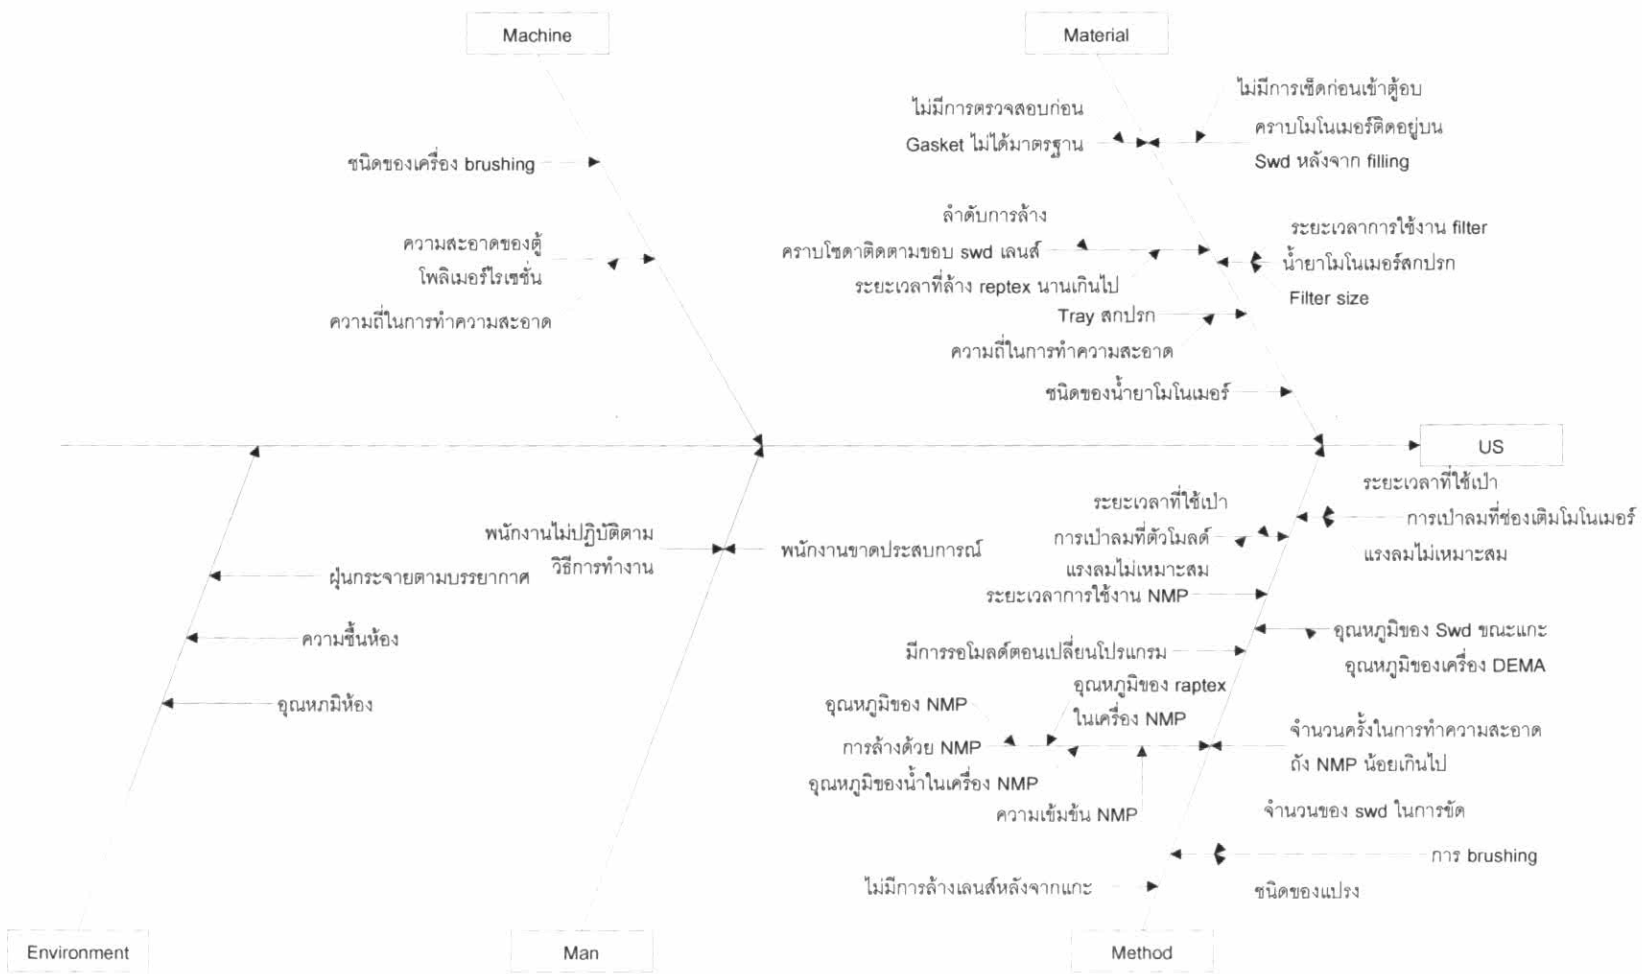 Machine
Material
ไม่มีการตรวจสอบก่อน
Gasket ไม่ได้มาตรฐาน
ไม่มีการเช็ดก่อนเข้าตู้อบ
คราบโมโนเมอร์ติดอยู่บน
Swd หลังจาก filling
ชนิดของเครื่อง brushing
ความสะอาดของตู้
โพลิเมอร์ไรเซชั่น
ความถี่ในการทำความสะอาด
ลำดับการล้าง
คราบโซดาติดตามขอบ swd เลนส์
ระยะเวลาที่ล้าง reptex นานเกินไป
ระยะเวลาการใช้งาน filter
น้ำยาโมโนเมอร์สกปรก
Filter size
Tray สกปรก
ความถี่ในการทำความสะอาด
ชนิดของน้ำยาโมโนเมอร์
US
ระยะเวลาที่ใช้เป่า
การเป่าลมที่ช่องเติมโมโนเมอร์
แรงลมไม่เหมาะสม
ระยะเวลาที่ใช้เป่า
การเป่าลมที่ตัวโมลด์
แรงลมไม่เหมาะสม
พนักงานไม่ปฏิบัติตาม
วิธีการทำงาน
พนักงานขาดประสบการณ์
ฝุ่นกระจายตามบรรยากาศ
ความชื้นห้อง
อุณหภมิห้อง
ระยะเวลาการใช้งาน NMP
อุณหภูมิของ Swd ขณะแกะ
อุณหภูมิของเครื่อง DEMA
มีการรอโมลด์ตอนเปลี่ยนโปรแกรม
อุณหภูมิของ raptex
ในเครื่อง NMP
อุณหภูมิของ NMP
การล้างด้วย NMP
อุณหภูมิของน้ำในเครื่อง NMP
ความเข้มข้น NMP
จำนวนครั้งในการทำความสะอาด
ถัง NMP น้อยเกินไป
จำนวนของ swd ในการขัด
การ brushing
ชนิดของแปรง
ไม่มีการล้างเลนส์หลังจากแกะ
Environment
Man
Method